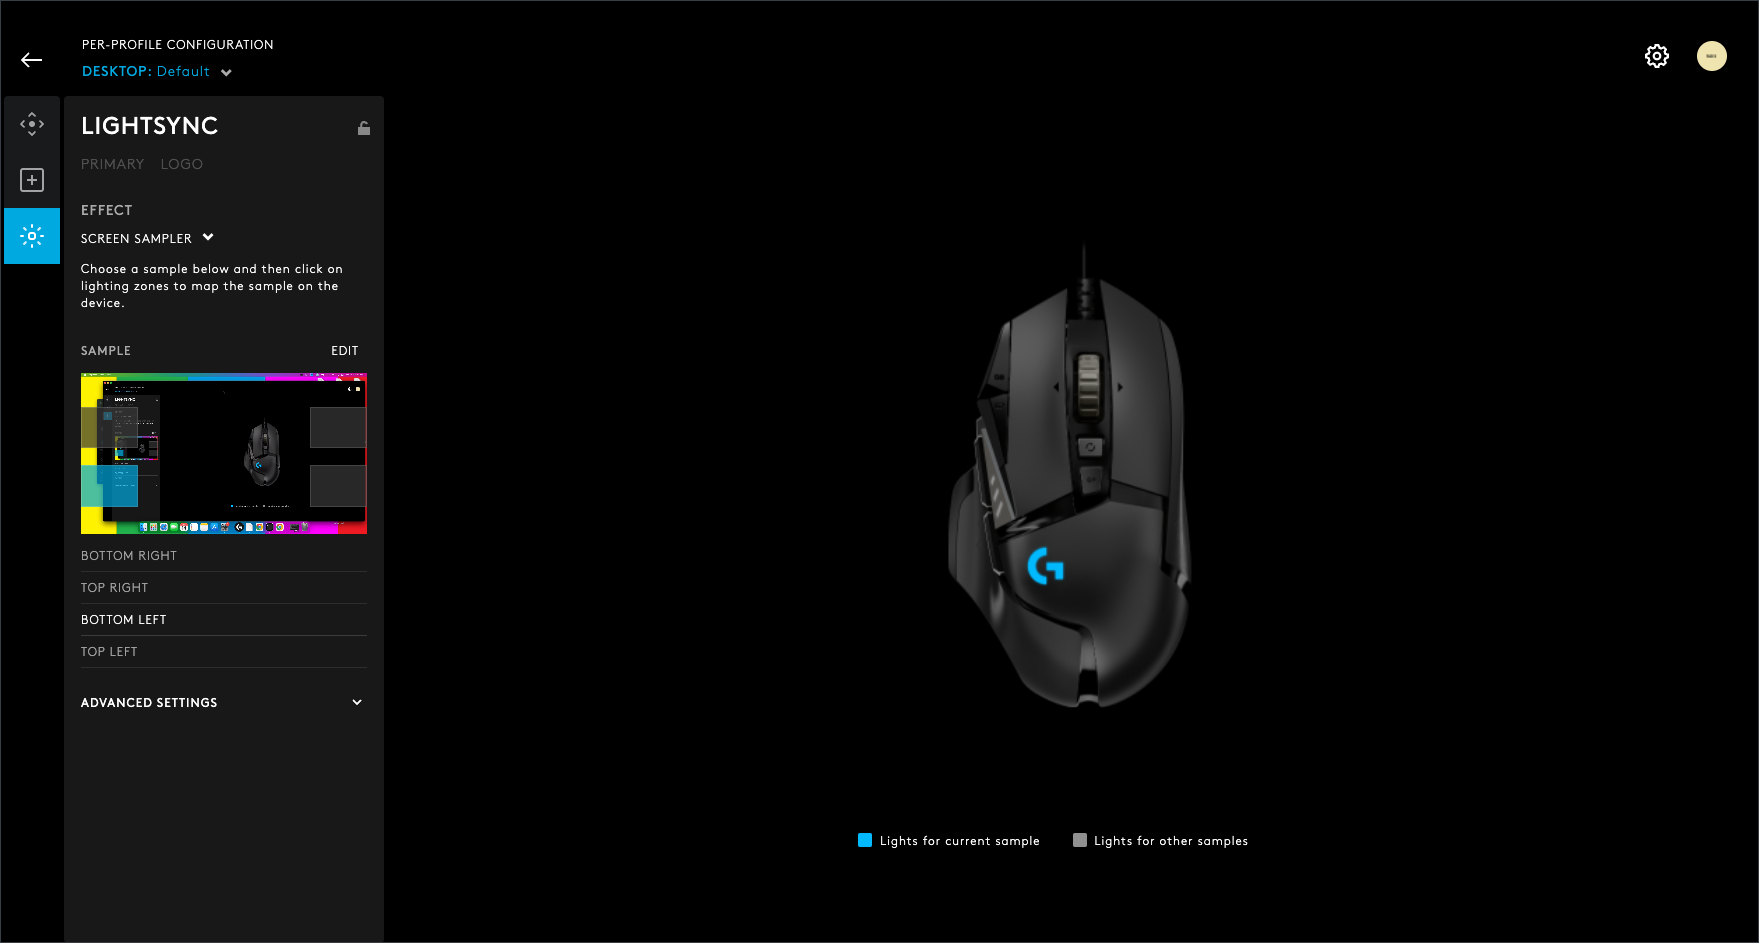 PER-PROFILE CONFIGURATION
DESKTOP: Default
LIGHTSYNC
PRIMARY LOGO
EFFECT
SCREEN SAMPLER
Choose a sample below and then click on
lighting zones to map the sample on the
device.
SAMPLE EDIT
LIGHTSYNC
BOTTOM RIGHT
TOP RIGHT
BOTTOM LEFT
TOP LEFT
ADVANCED SETTINGS
Lights for current sample
Lights for other samples